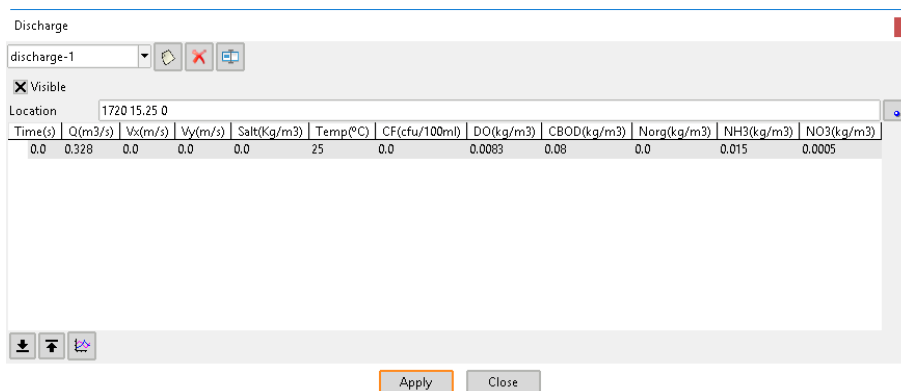 Discharge
discharge-1
Visible
Location 1720 15.25 0
Time(s) Q(m3/s) Vx(m/s) Vy(m/s) Salt(Kg/m3) Temp(ºC) CF(cfu/100ml) DO(kg/m3) CBOD(kg/m3) Norg(kg/m3) NH3(kg/m3) NO3(kg/m3)
0.0 0.328 0.0 0.0 0.0 25 0.0 0.0083 0.08 0.0 0.015 0.0005
Apply Close